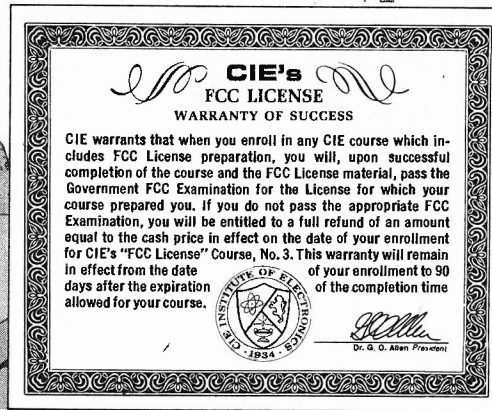 CIE's
FCC LICENSE
WARRANTY OF SUCCESS
CIE warrants that when you enroll in any CIE course which in-
cludes FCC License preparation, you will, upon successful
completion of the course and the FCC License material, pass the
Government FCC Examination for the License for which your
course prepared you. If you do not pass the appropriate FCC
Examination, you will be entitled to a full refund of an amount
equal to the cash price in effect on the date of your enrollment
for CIE's "FCC License" Course, No. 3. This warranty will remain
in effect from the date of your enrollment to 90
days after the expiration of the completion time
allowed for your course.
CIE INSTITUTE OF ELECTRONICS
• 1934 •
G. O. Allen
Dr. G. O. Allen President